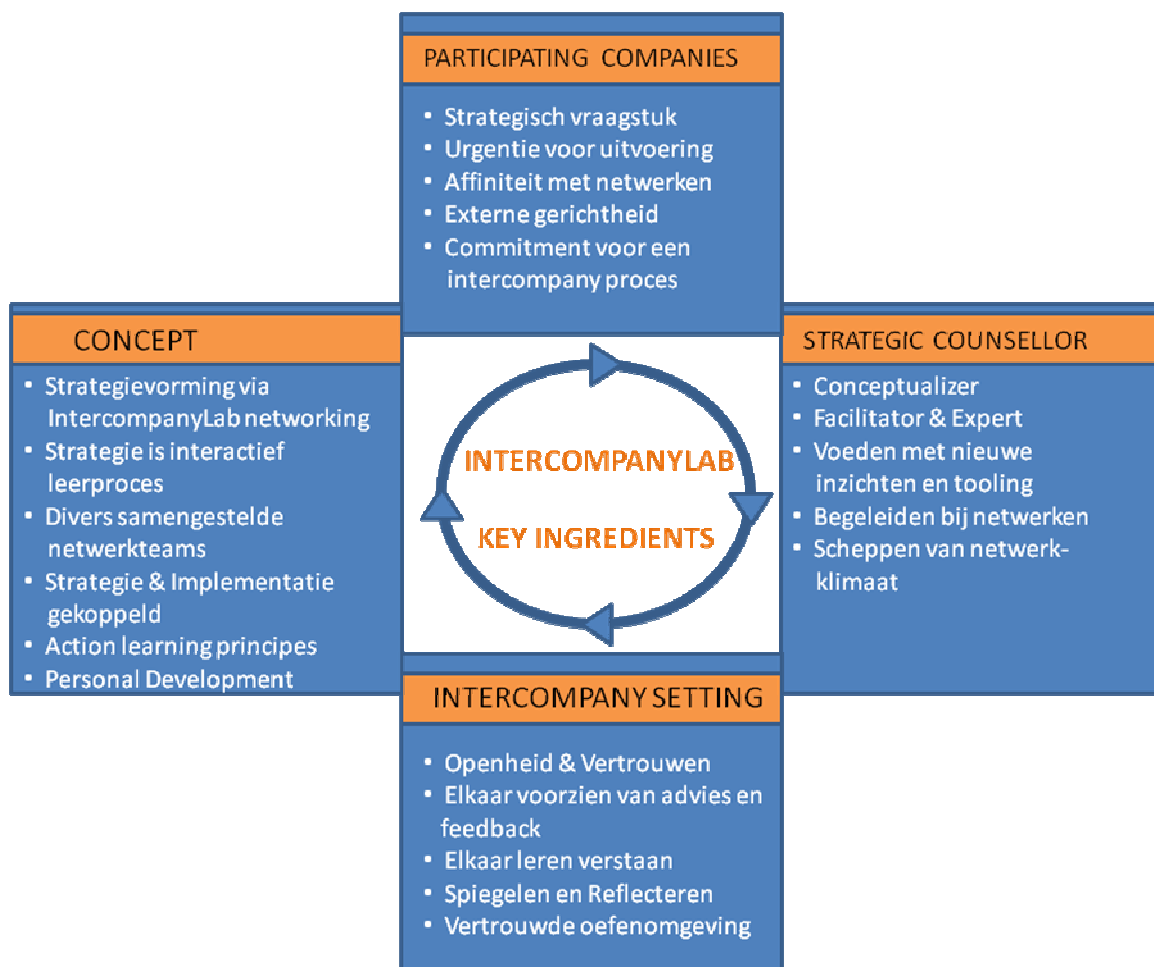 PARTICIPATING COMPANIES
• Strategisch vraagstuk
• Urgentie voor uitvoering
• Affiniteit met netwerken
• Externe gerichtheid
• Commitment voor een
intercompany proces
CONCEPT
• Strategievorming via
IntercompanyLab networking
• Strategie is interactief
leerproces
• Divers samengestelde
netwerkteams
• Strategie & Implementatie
gekoppeld
• Action learning principes
• Personal Development
INTERCOMPANYLAB
KEY INGREDIENTS
STRATEGIC COUNSELLOR
• Conceptualizer
• Facilitator & Expert
• Voeden met nieuwe
inzichten en tooling
• Begeleiden bij netwerken
• Scheppen van netwerk-
klimaat
INTERCOMPANY SETTING
• Openheid & Vertrouwen
• Elkaar voorzien van advies en
feedback
• Elkaar leren verstaan
• Spiegelen en Reflecteren
• Vertrouwde oefenomgeving